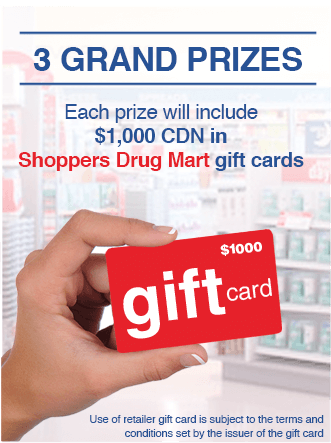 3 GRAND PRIZES
Each prize will include
$1,000 CDN in
Shoppers Drug Mart gift cards
$1000
gift card
Use of retailer gift card is subject to the terms and
conditions set by the issuer of the gift card